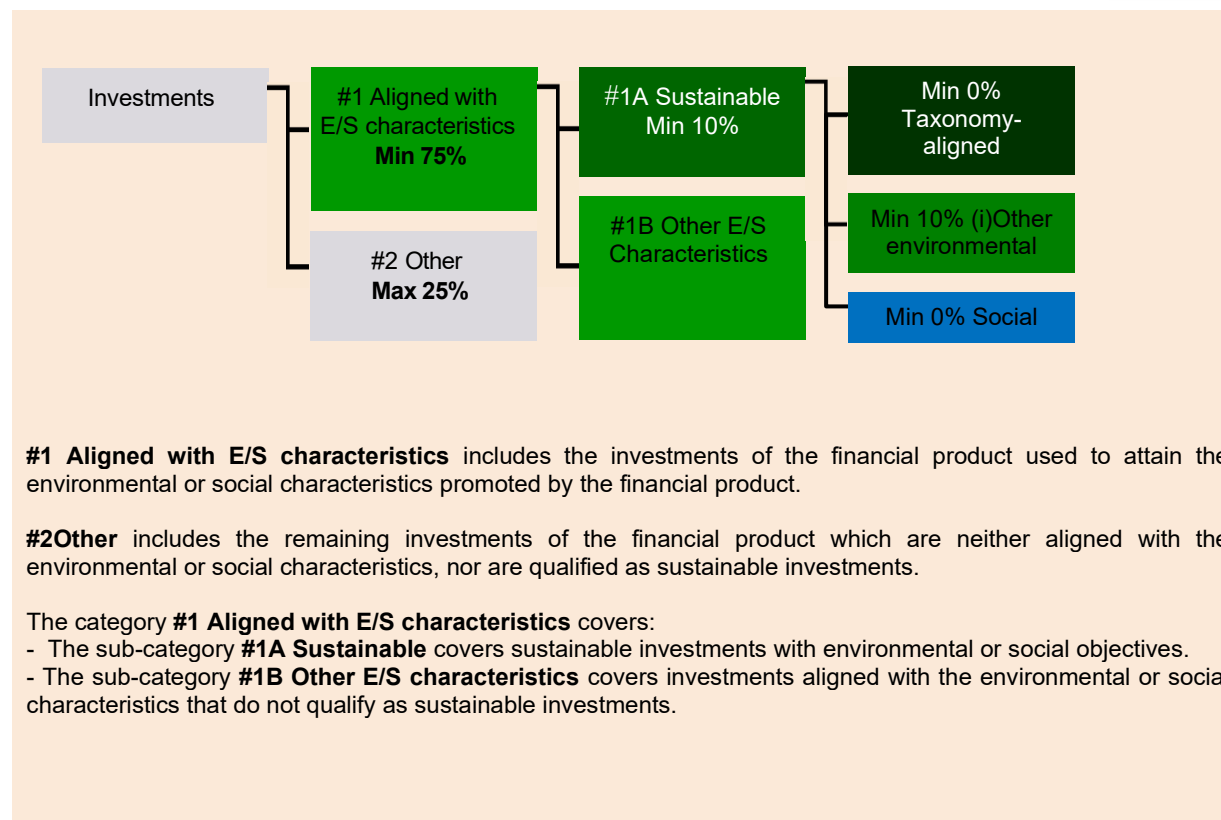 Investments
#1 Aligned with
E/S characteristics
Min 75%
#2 Other
Max 25%
#1A Sustainable
Min 10%
#1B Other E/S
Characteristics
Min 0%
Taxonomy-
aligned
Min 10% (i)Other
environmental
Min 0% Social
#1 Aligned with E/S characteristics includes the investments of the financial product used to attain the
environmental or social characteristics promoted by the financial product.
#2Other includes the remaining investments of the financial product which are neither aligned with the
environmental or social characteristics, nor are qualified as sustainable investments.
The category #1 Aligned with E/S characteristics covers:
- The sub-category #1A Sustainable covers sustainable investments with environmental or social objectives.
- The sub-category #1B Other E/S characteristics covers investments aligned with the environmental or social
characteristics that do not qualify as sustainable investments.